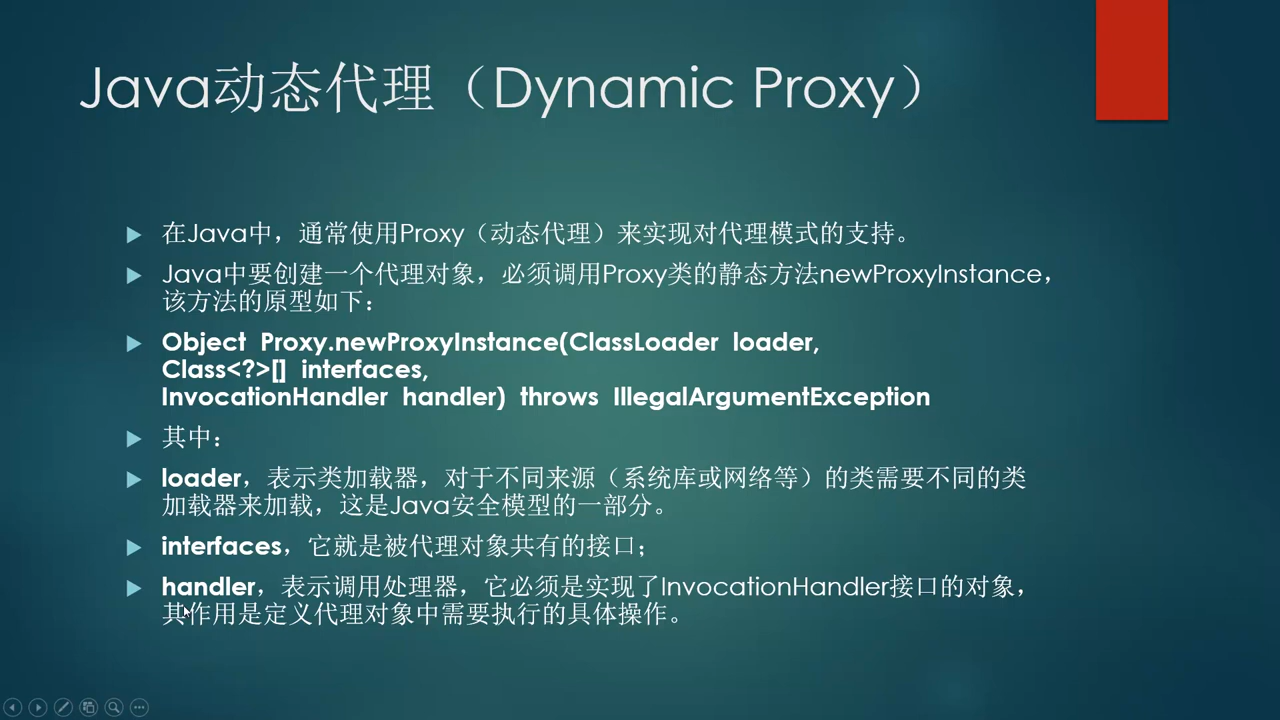 Java动态代理（Dynamic Proxy）
在Java中，通常使用Proxy（动态代理）来实现对代理模式的支持。
Java中要创建一个代理对象，必须调用Proxy类的静态方法newProxyInstance，
该方法的原型如下：
Object Proxy.newProxyInstance(ClassLoader loader,
Class<?>[] interfaces,
InvocationHandler handler) throws IllegalArgumentException
其中：
loader，表示类加载器，对于不同来源（系统库或网络等）的类需要不同的类
加载器来加载，这是Java安全模型的一部分。
interfaces，它就是被代理对象共有的接口；
handler，表示调用处理器，它必须是实现了InvocationHandler接口的对象，
其作用是定义代理对象中需要执行的具体操作。